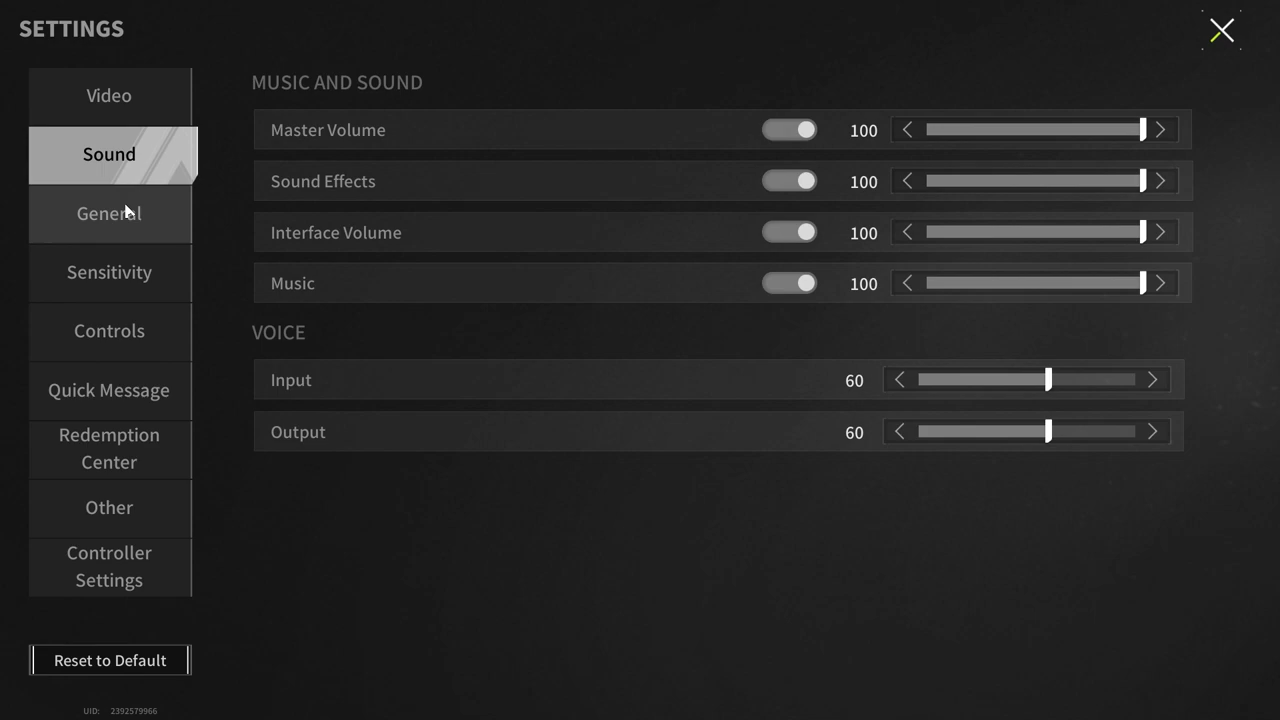 SETTINGS
Video
Sound
General
Sensitivity
Controls
Quick Message
Redemption
Center
Other
Controller
Settings
Reset to Default
UID: 2392579966
MUSIC AND SOUND
Master Volume 100
Sound Effects 100
Interface Volume 100
Music 100
VOICE
Input 60
Output 60